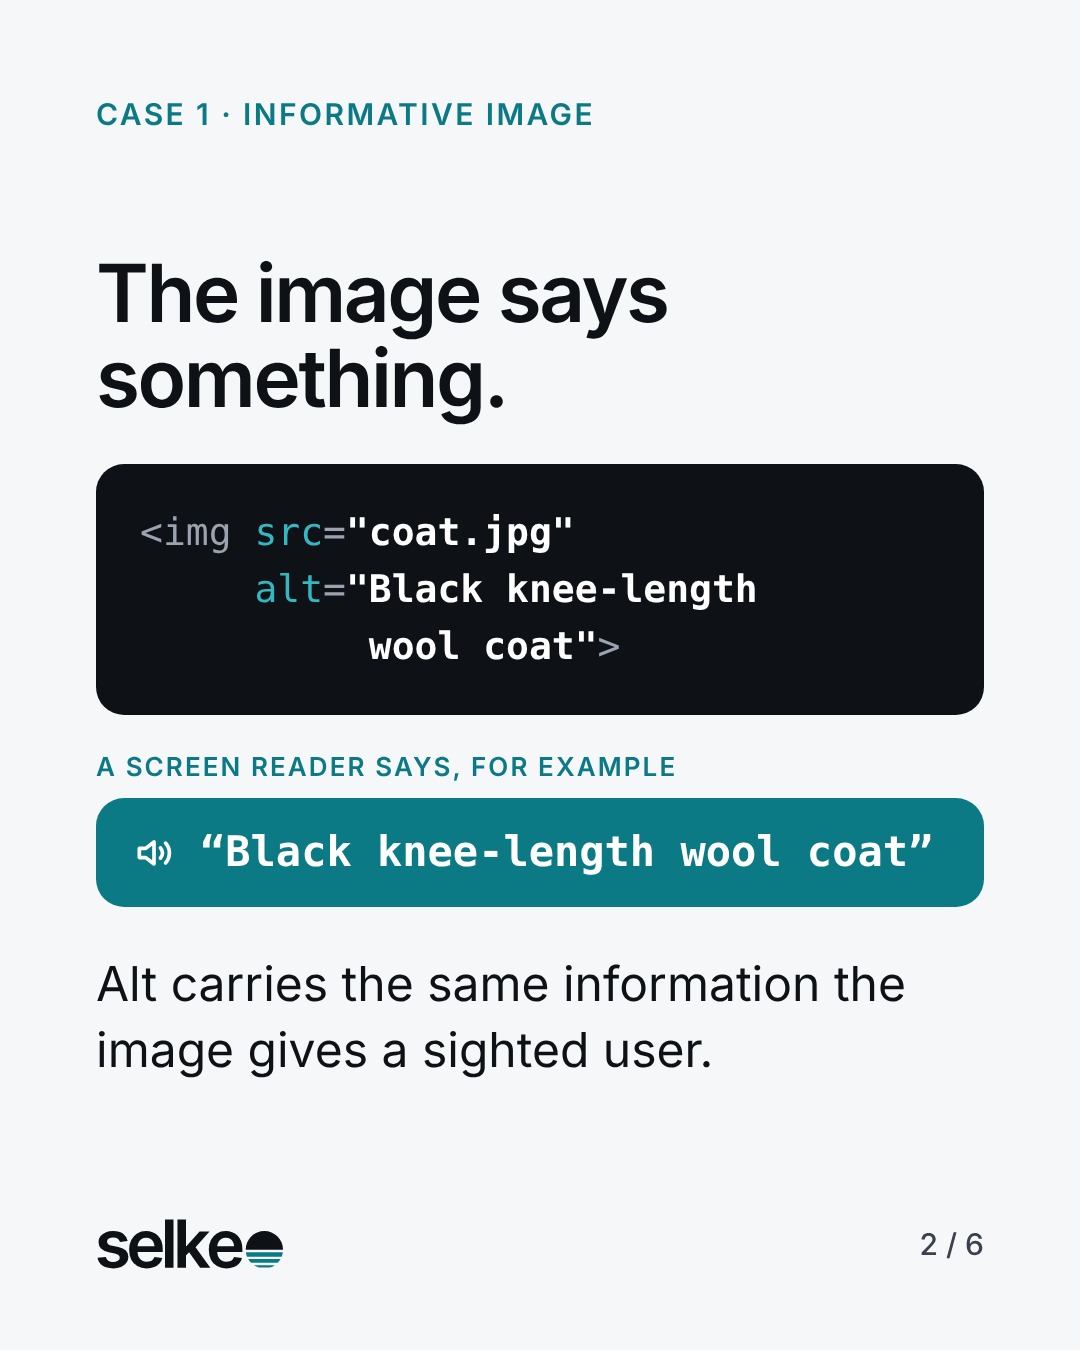 CASE 1 · INFORMATIVE IMAGE
The image says
something.
<img src="coat.jpg"
alt="Black knee-length
wool coat">
A SCREEN READER SAYS, FOR EXAMPLE
“Black knee-length wool coat”
Alt carries the same information the
image gives a sighted user.
selkeo
2 / 6